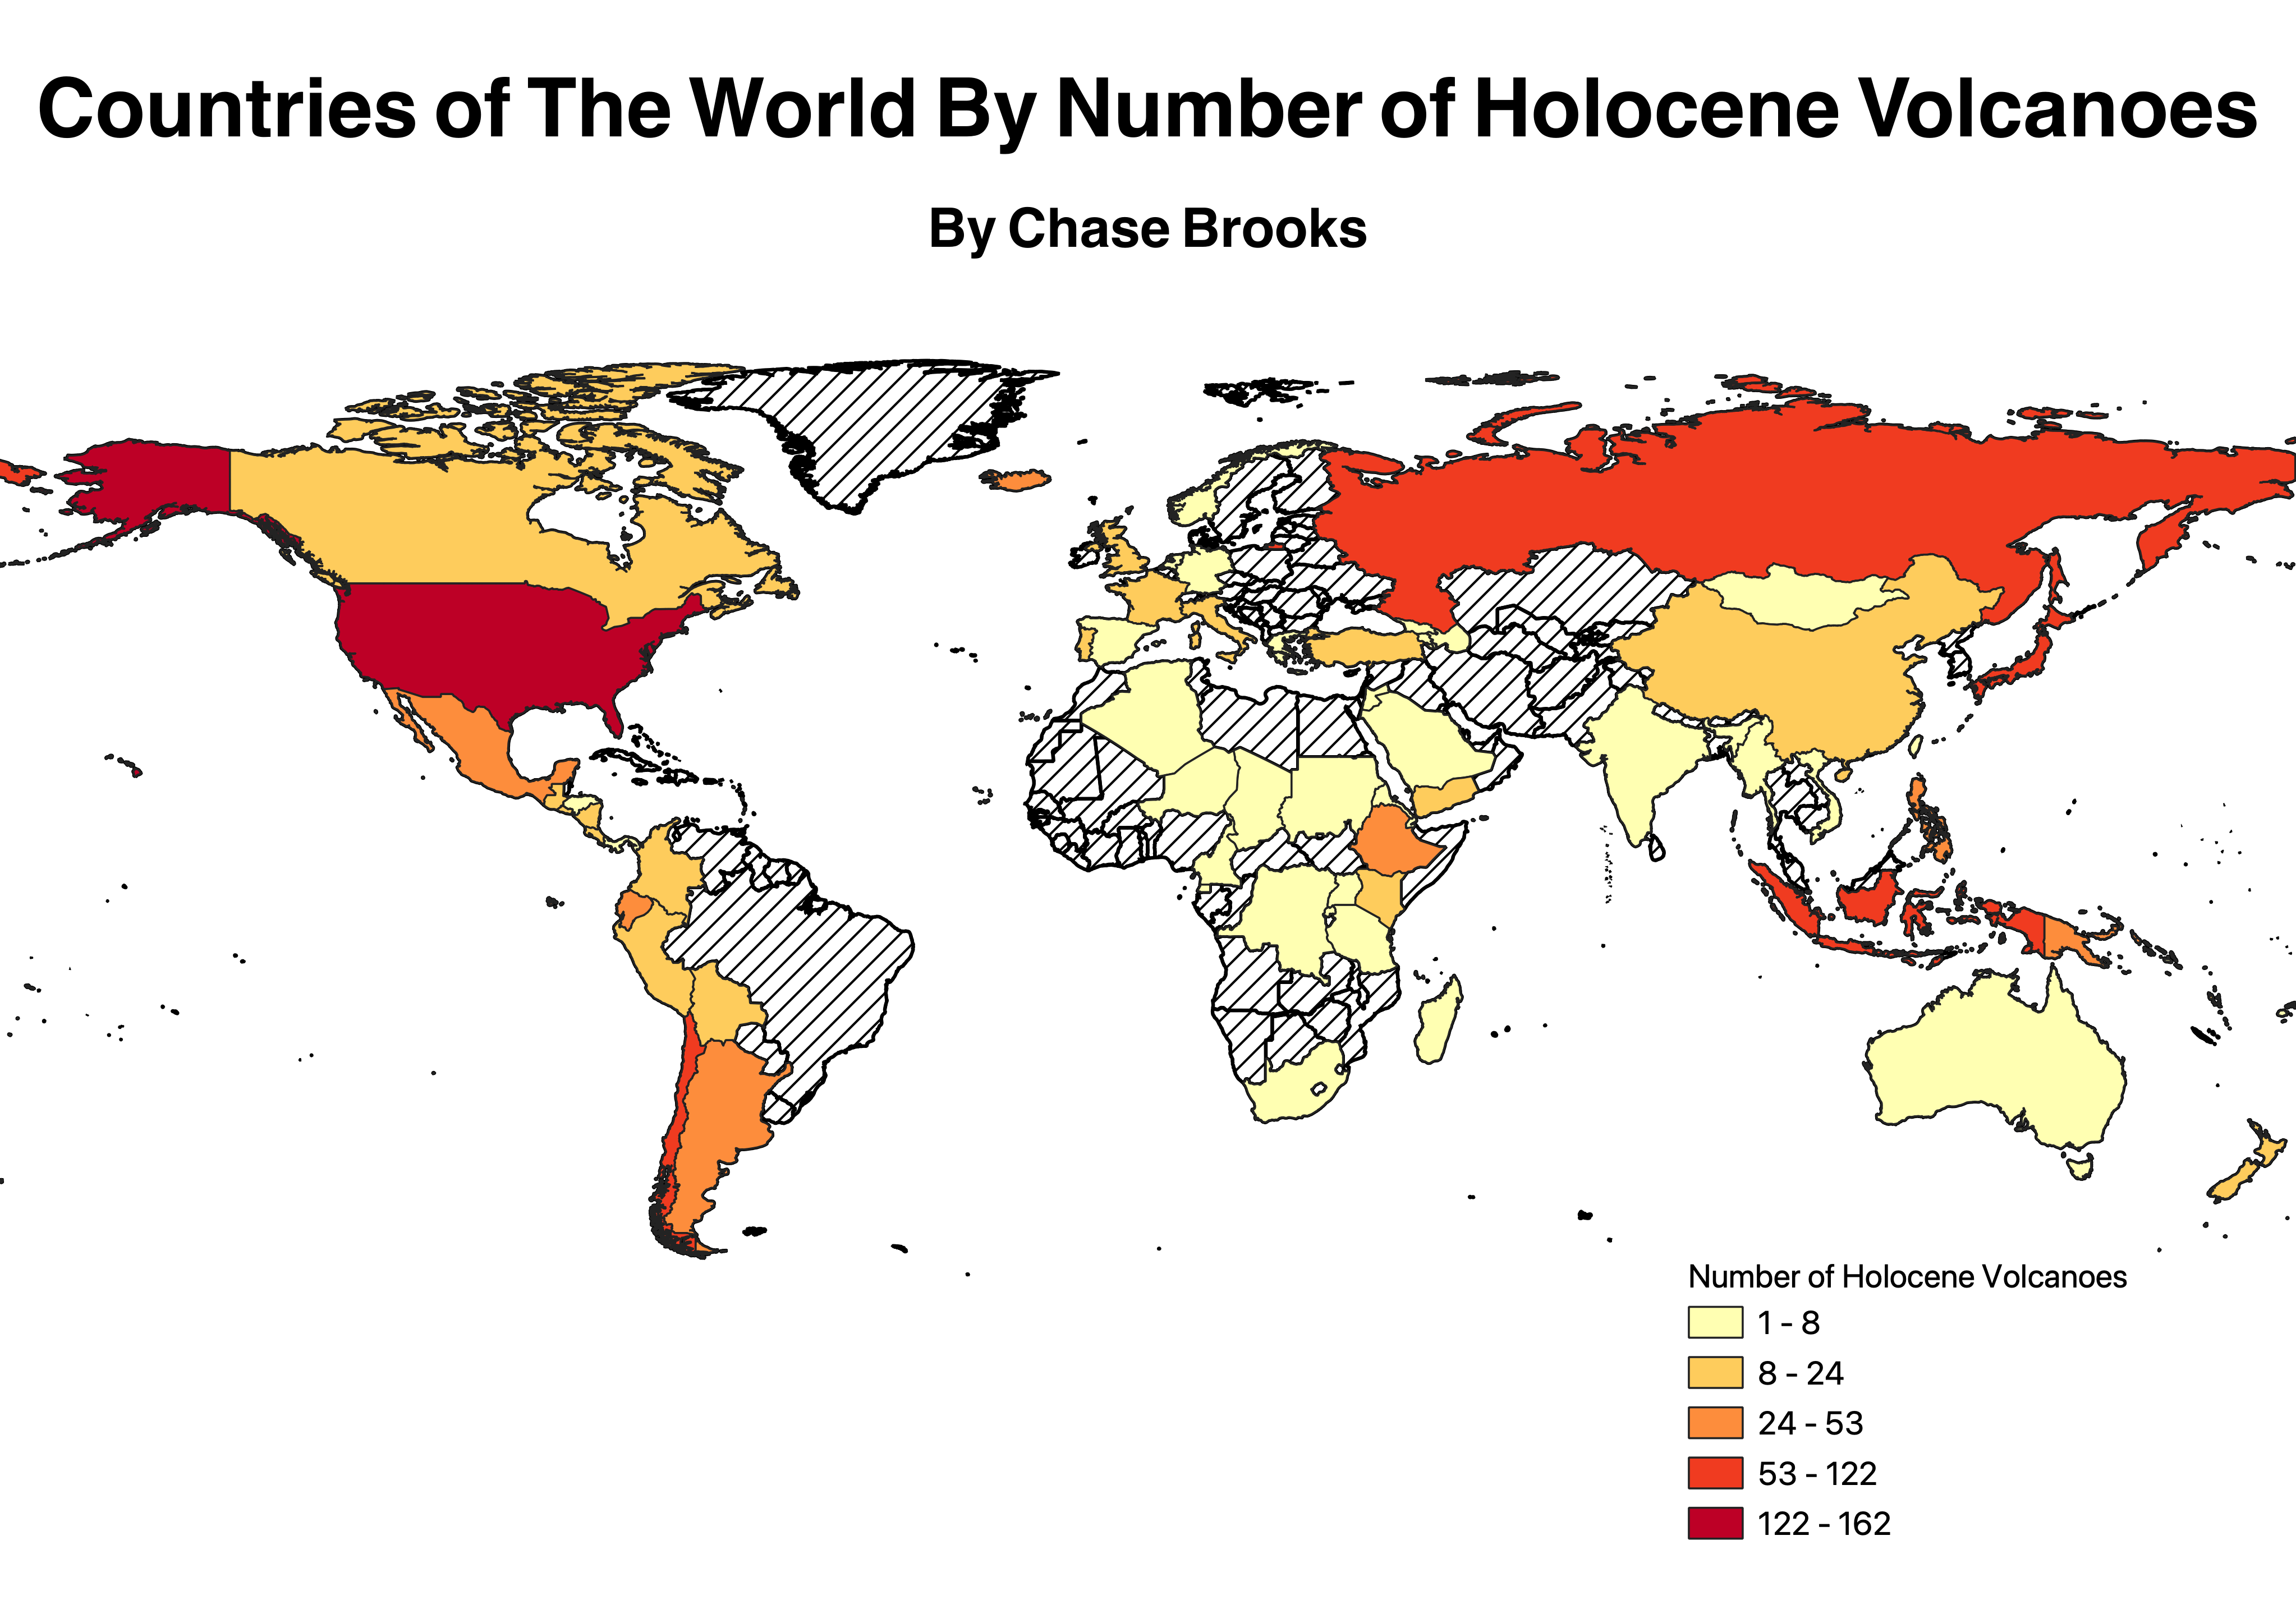 Countries of The World By Number of Holocene Volcanoes
By Chase Brooks
Number of Holocene Volcanoes
1 - 8
8 - 24
24 - 53
53 - 122
122 - 162